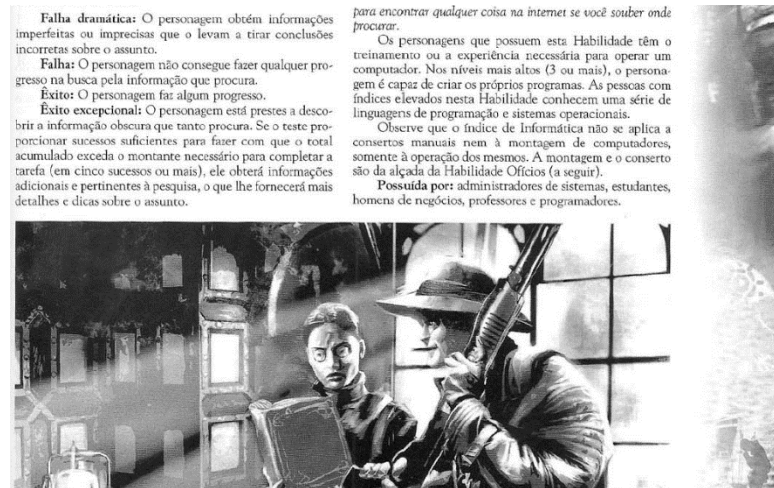 Falha dramática: O personagem obtém informações
imperfeitas ou imprecisas que o levam a tirar conclusões
incorretas sobre o assunto.
Falha: O personagem não consegue fazer qualquer pro-
gresso na busca pela informação que procura.
Êxito: O personagem faz algum progresso.
Êxito excepcional: O personagem está prestes a desco-
brir a informação obscura que tanto procura. Se o teste pro-
porcionar sucessos suficientes para fazer com que o total
acumulado exceda o montante necessário para completar a
tarefa (em cinco sucessos ou mais), ele obterá informações
adicionais e pertinentes à pesquisa, o que lhe fornecerá mais
detalhes e dicas sobre o assunto.
para encontrar qualquer coisa na internet se você souber onde
procurar.
Os personagens que possuem esta Habilidade têm o
treinamento ou a experiência necessária para operar um
computador. Nos níveis mais altos (3 ou mais), o persona-
gem é capaz de criar os próprios programas. As pessoas com
índices elevados nesta Habilidade conhecem uma série de
linguagens de programação e sistemas operacionais.
Observe que o índice de Informática não se aplica a
consertos manuais nem à montagem de computadores,
somente à operação dos mesmos. A montagem e o conserto
são da alçada da Habilidade Ofícios (a seguir).
Possuída por: administradores de sistemas, estudantes,
homens de negócios, professores e programadores.